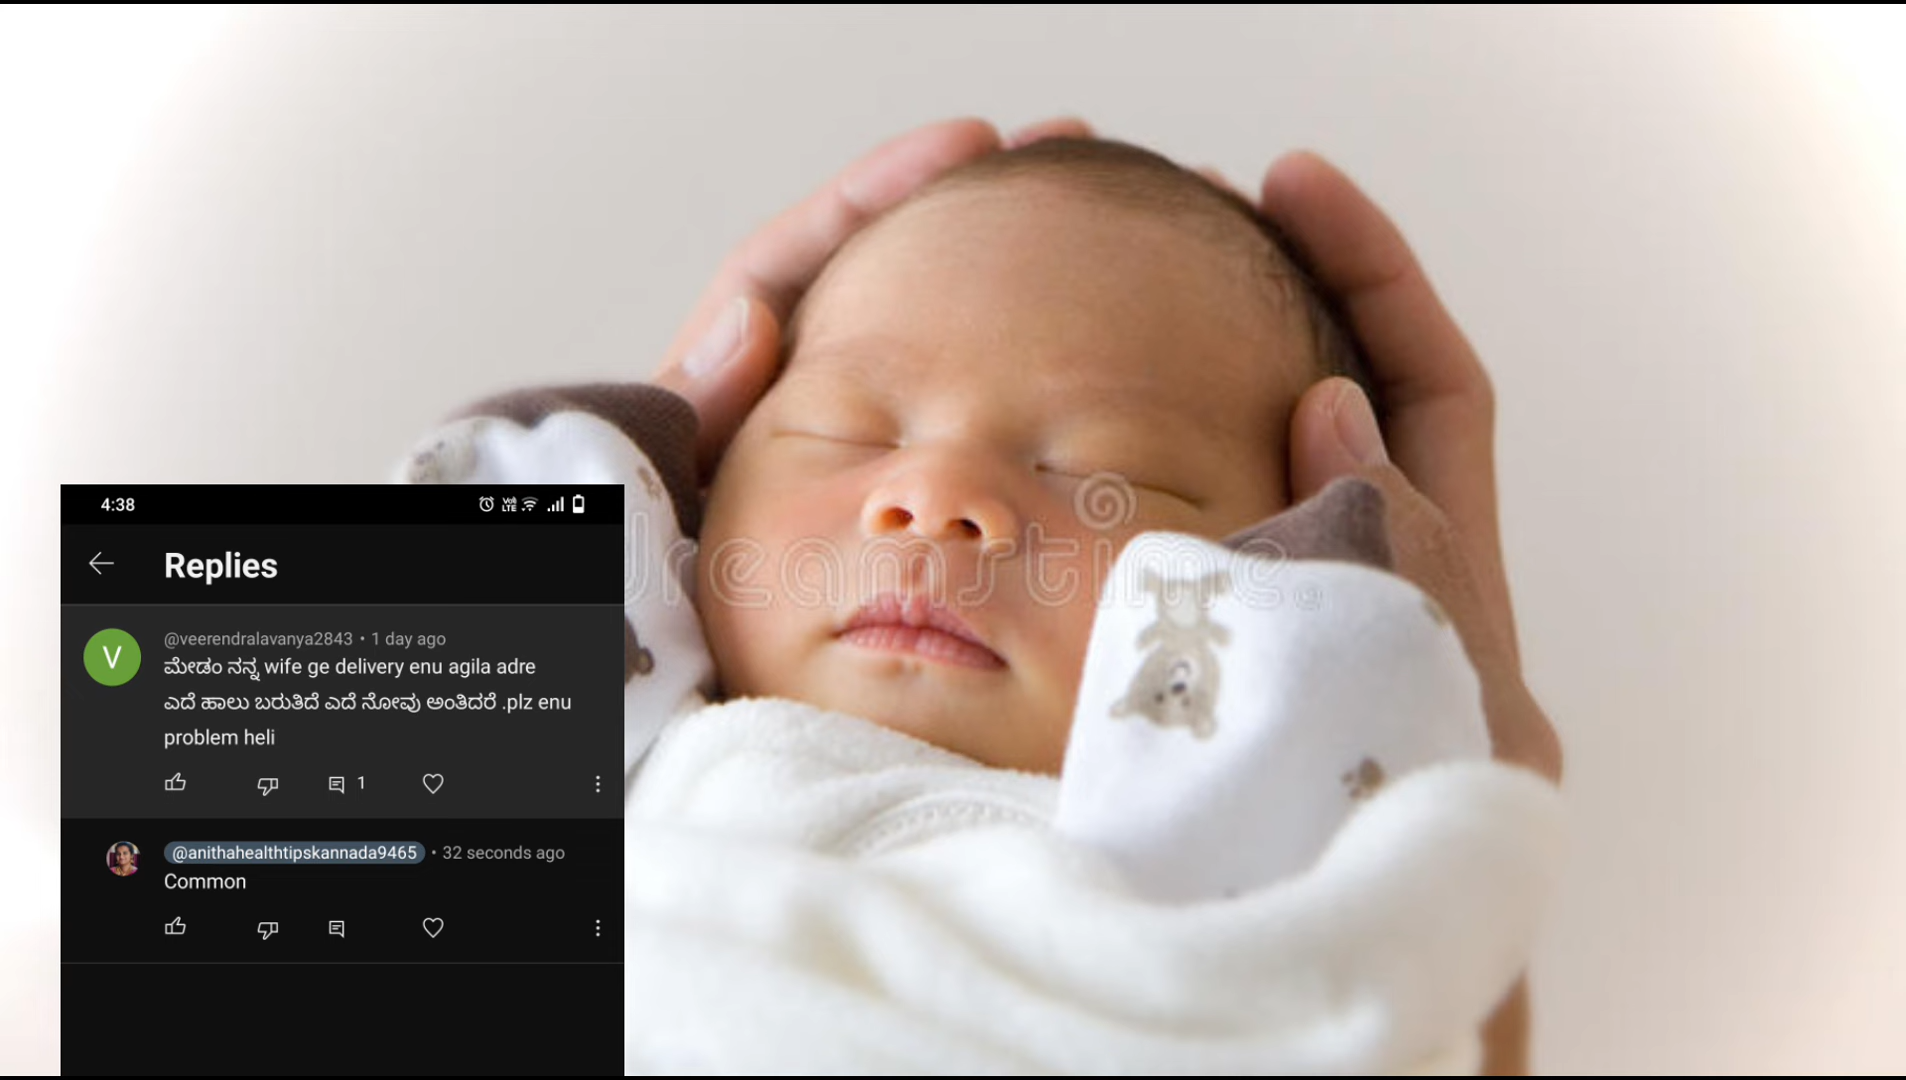 4:38
Replies
@veerendralavanya2843 • 1 day ago
V
ಮೇಡಂ ನನ್ನ wife ge delivery enu agila adre
ಎದೆ ಹಾಲು ಬರುತಿದೆ ಎದೆ ನೋವು ಅಂತಿದರೆ .plz enu
problem heli
1
@anithahealthtipskannada9465 • 32 seconds ago
Common
dreamstime